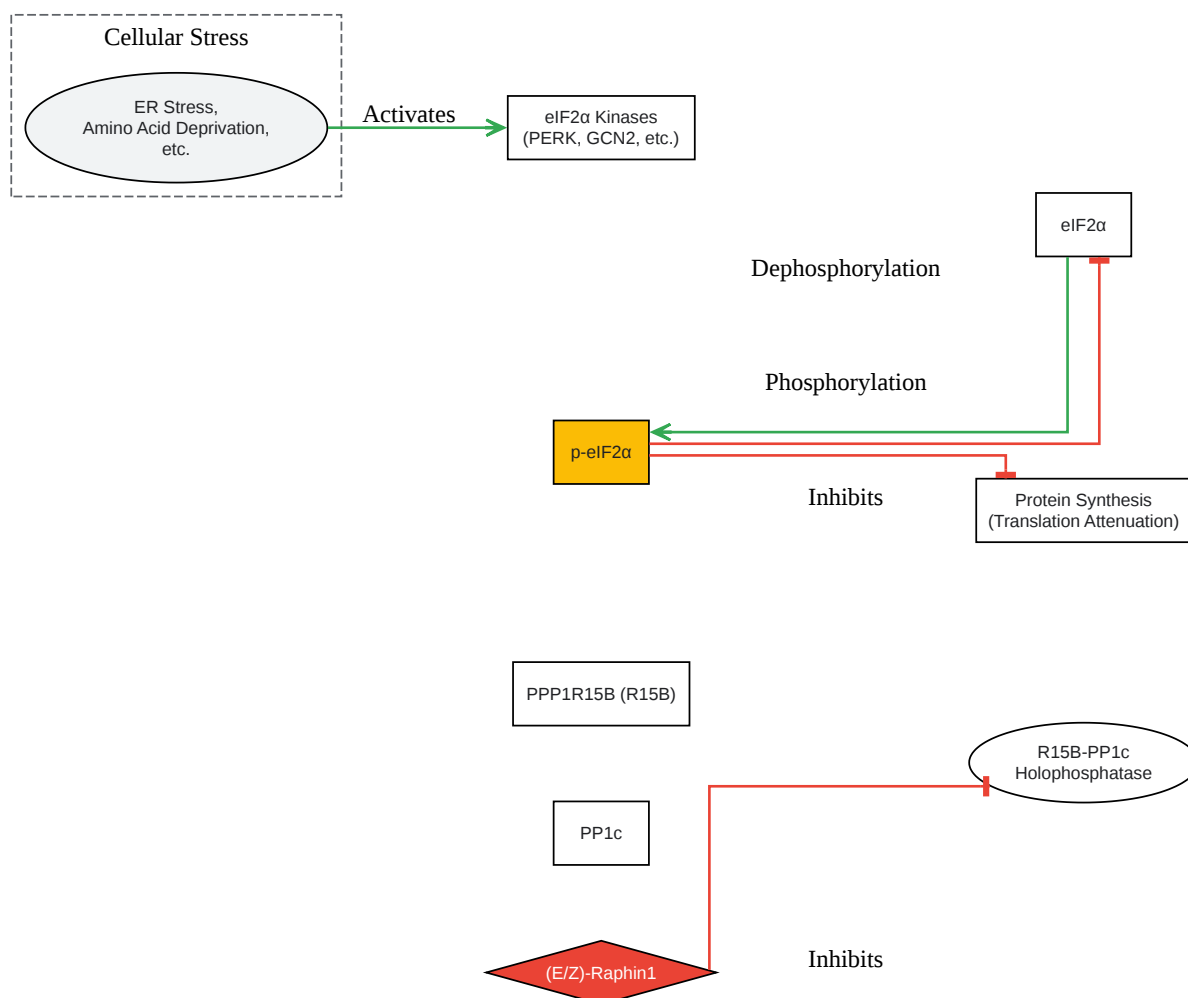 Cellular Stress
ER Stress,
Amino Acid Deprivation,
etc.
Activates
eIF2α Kinases
(PERK, GCN2, etc.)
eIF2α
Dephosphorylation
Phosphorylation
p-eIF2α
Inhibits
Protein Synthesis
(Translation Attenuation)
PPP1R15B (R15B)
R15B-PP1c
Holophosphatase
PP1c
(E/Z)-Raphin1
Inhibits